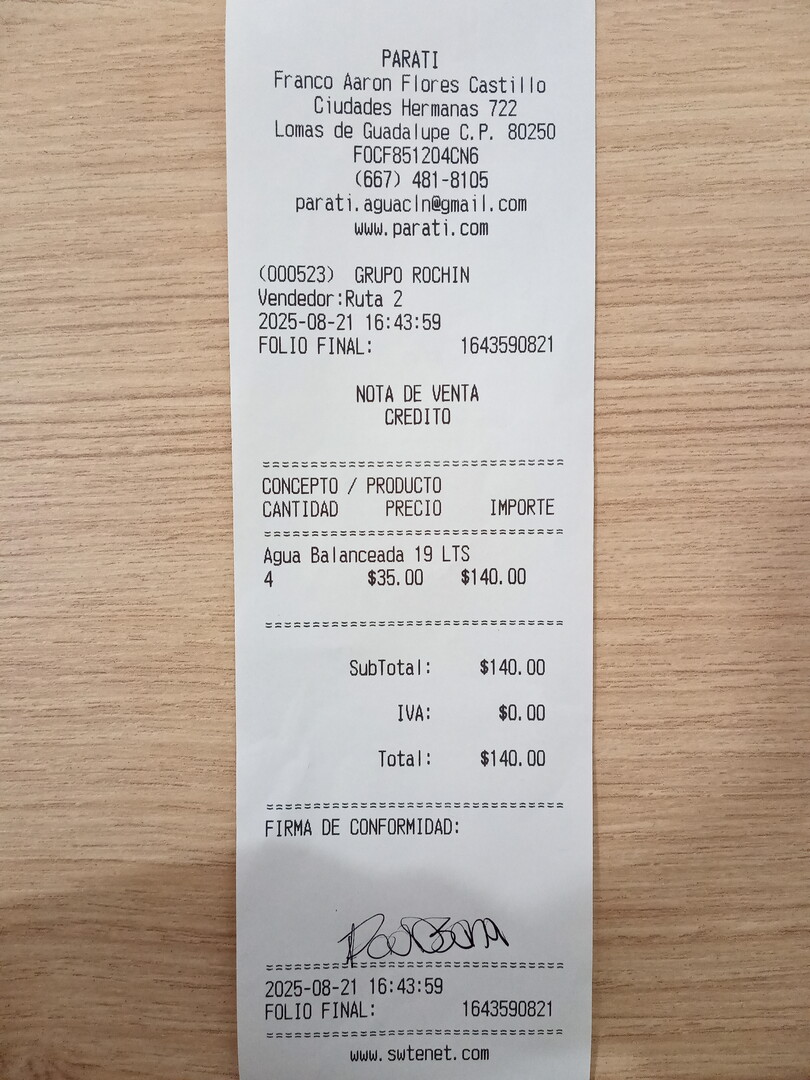 PARATI
Franco Aaron Flores Castillo
Ciudades Hermanas 722
Lomas de Guadalupe C.P. 80250
FOCF851204CN6
(667) 481-8105
parati.aguacln@gmail.com
www.parati.com
(000523) GRUPO ROCHIN
Vendedor:Ruta 2
2025-08-21 16:43:59
FOLIO FINAL: 1643590821
NOTA DE VENTA
CREDITO
CONCEPTO / PRODUCTO
CANTIDAD PRECIO IMPORTE
Agua Balanceada 19 LTS
4 $35.00 $140.00
SubTotal: $140.00
IVA: $0.00
Total: $140.00
FIRMA DE CONFORMIDAD:
2025-08-21 16:43:59
FOLIO FINAL: 1643590821
www.swtenet.com